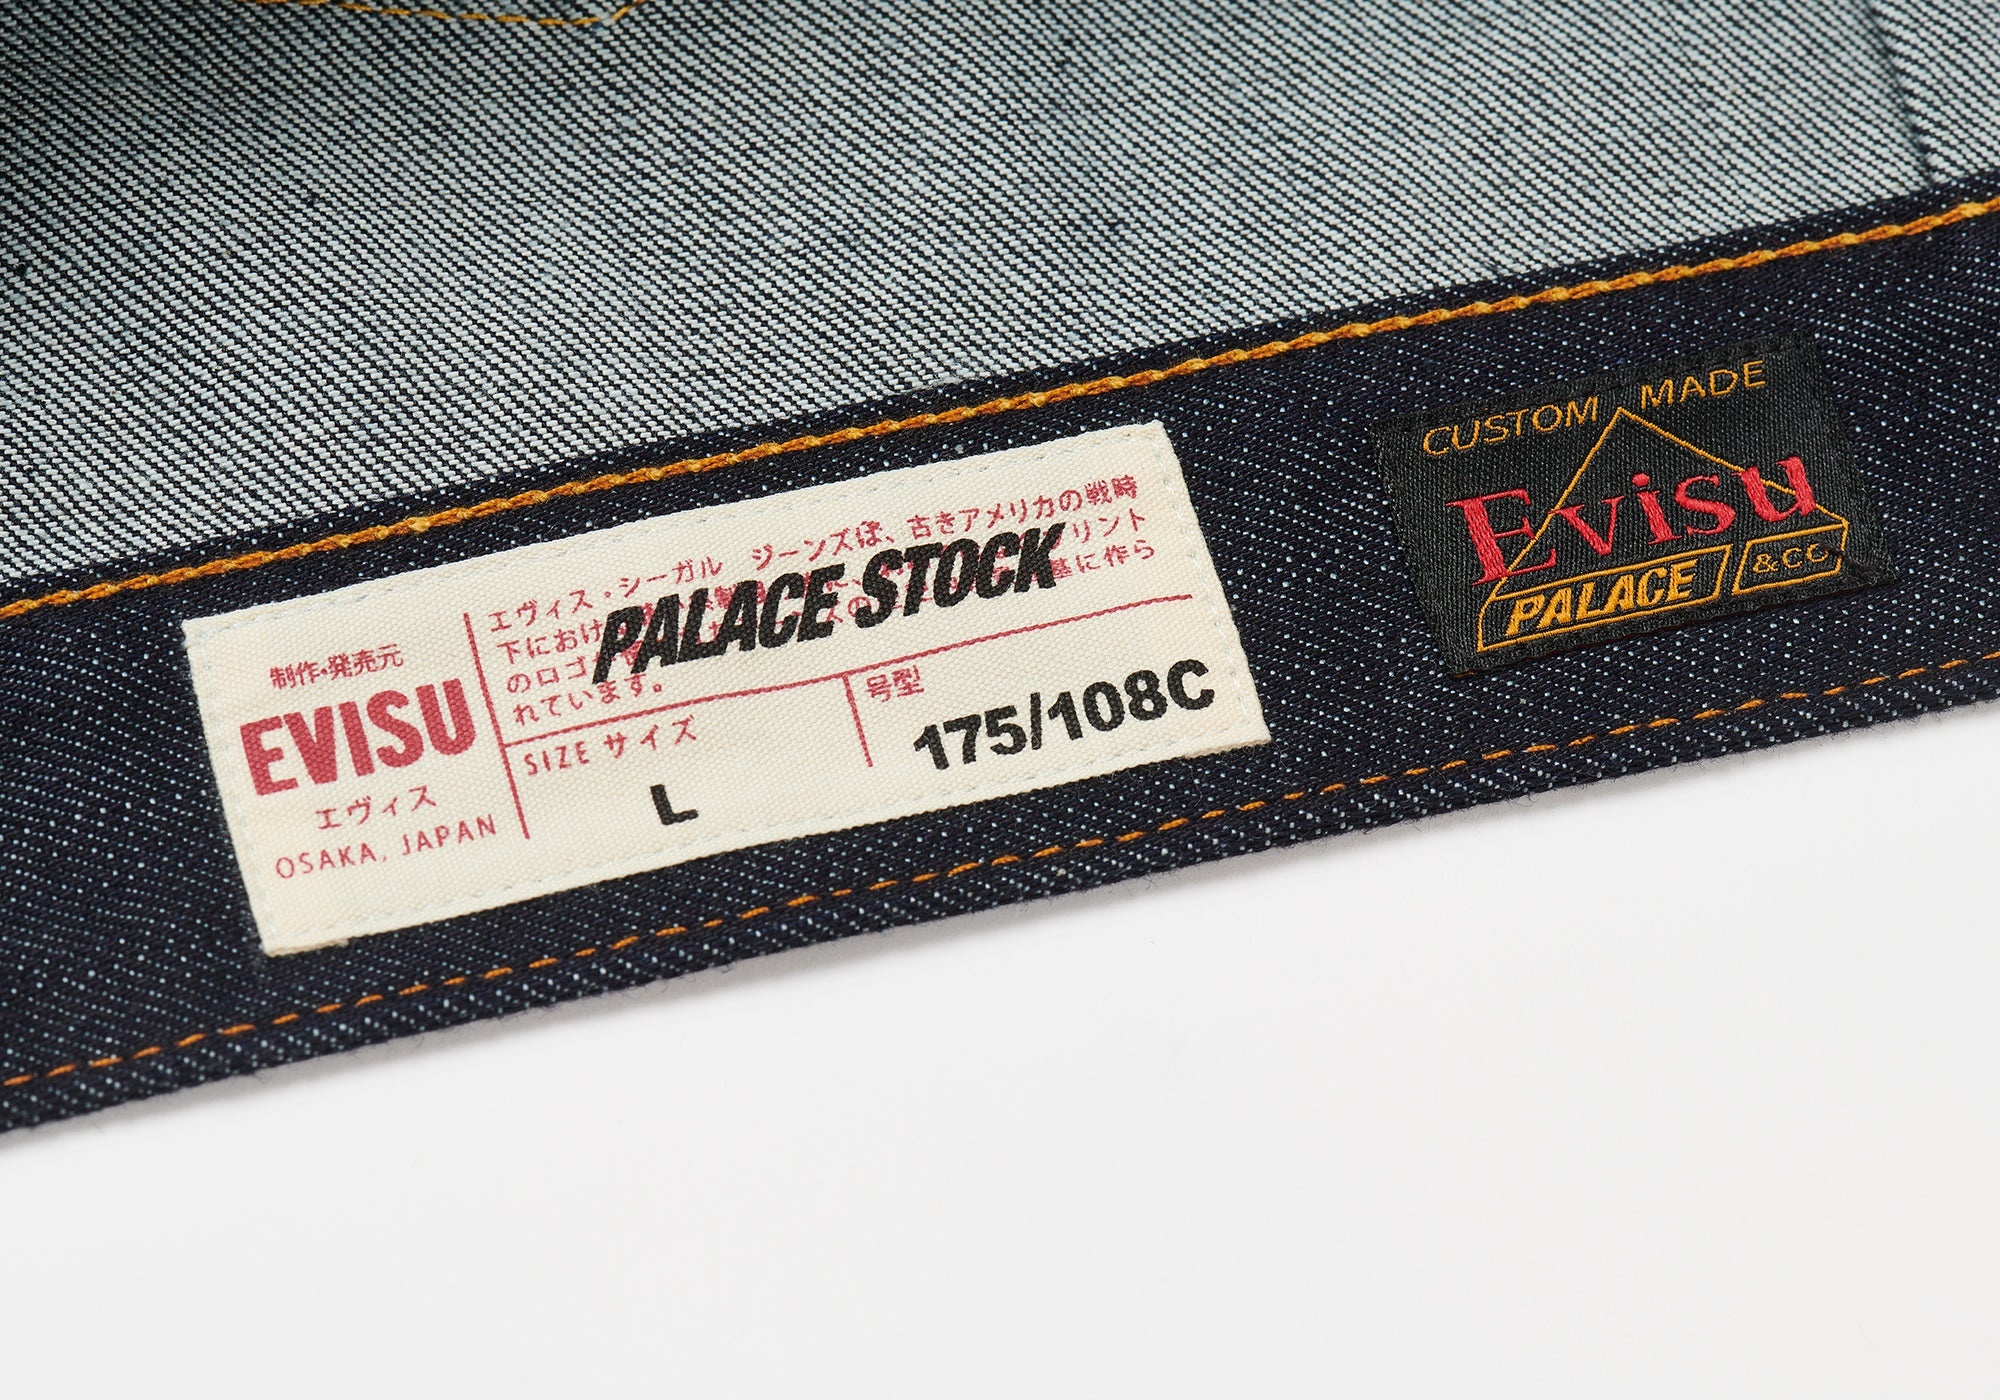 制作・発売元
EVISU
エヴィス
OSAKA, JAPAN
エヴィス・シーガル ジーンズは、古きアメリカの戦時
下におけ リント
のロゴ 基に作ら
れています。
PALACE STOCK
SIZE サイズ
L
号型
175/108C
CUSTOM MADE
Evisu
PALACE &CO